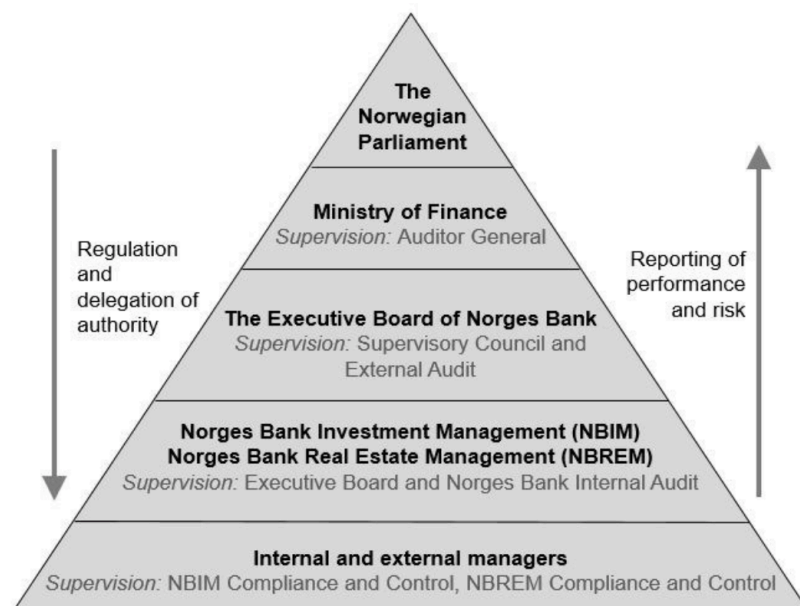 The
Norwegian
Parliament
Ministry of Finance
Supervision: Auditor General
Regulation
and
delegation of
authority
Reporting of
performance
and risk
The Executive Board of Norges Bank
Supervision: Supervisory Council and
External Audit
Norges Bank Investment Management (NBIM)
Norges Bank Real Estate Management (NBREM)
Supervision: Executive Board and Norges Bank Internal Audit
Internal and external managers
Supervision: NBIM Compliance and Control, NBREM Compliance and Control